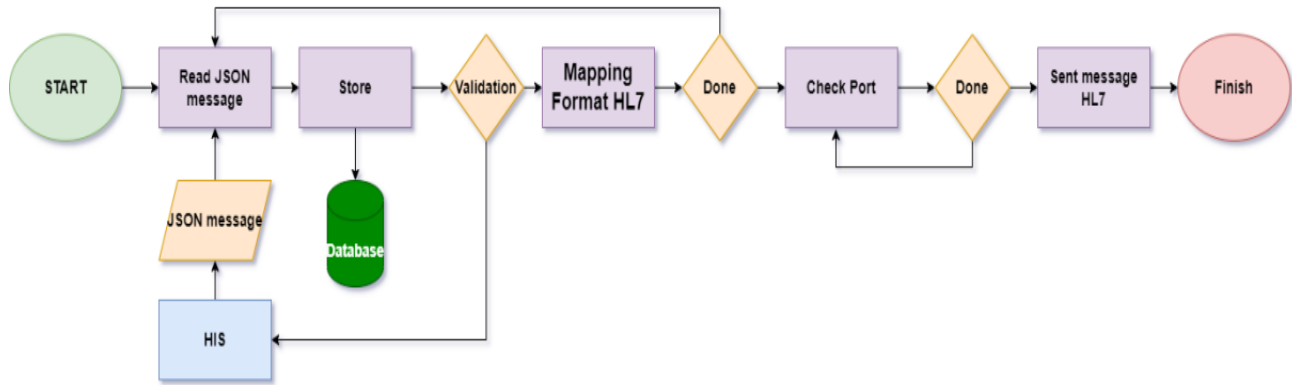 START
Read JSON
message
Store
Validation
Mapping
Format HL7
Done
Check Port
Done
Sent message
HL7
Finish
JSON message
Database
HIS